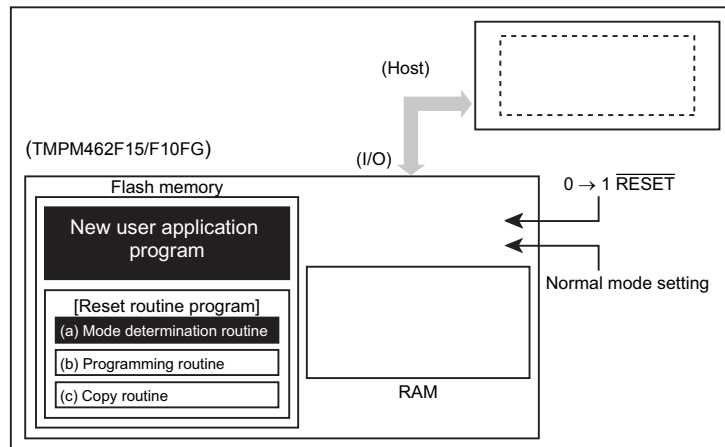 (Host)
(TMPM462F15/F10FG)
(I/O)
Flash memory
0 → 1 RESET
New user application
program
Normal mode setting
[Reset routine program]
(a) Mode determination routine
(b) Programming routine
(c) Copy routine
RAM